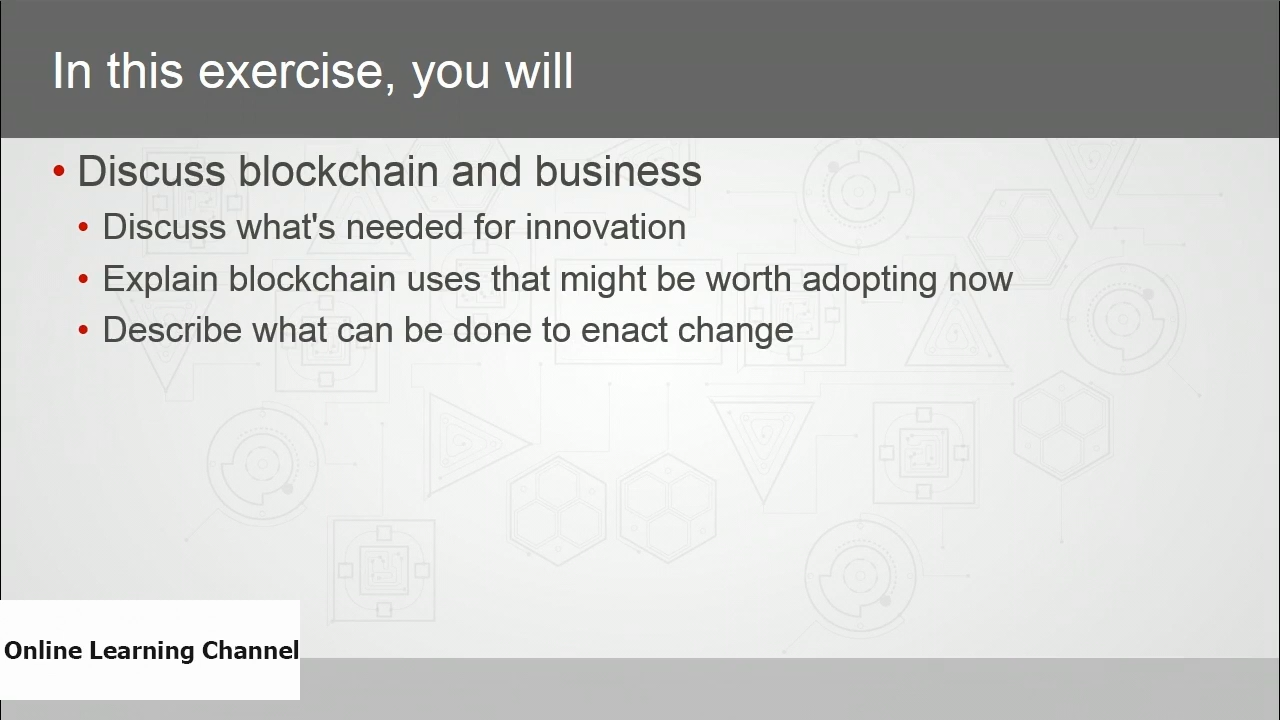 In this exercise, you will
• Discuss blockchain and business
• Discuss what's needed for innovation
• Explain blockchain uses that might be worth adopting now
• Describe what can be done to enact change
Online Learning Channel